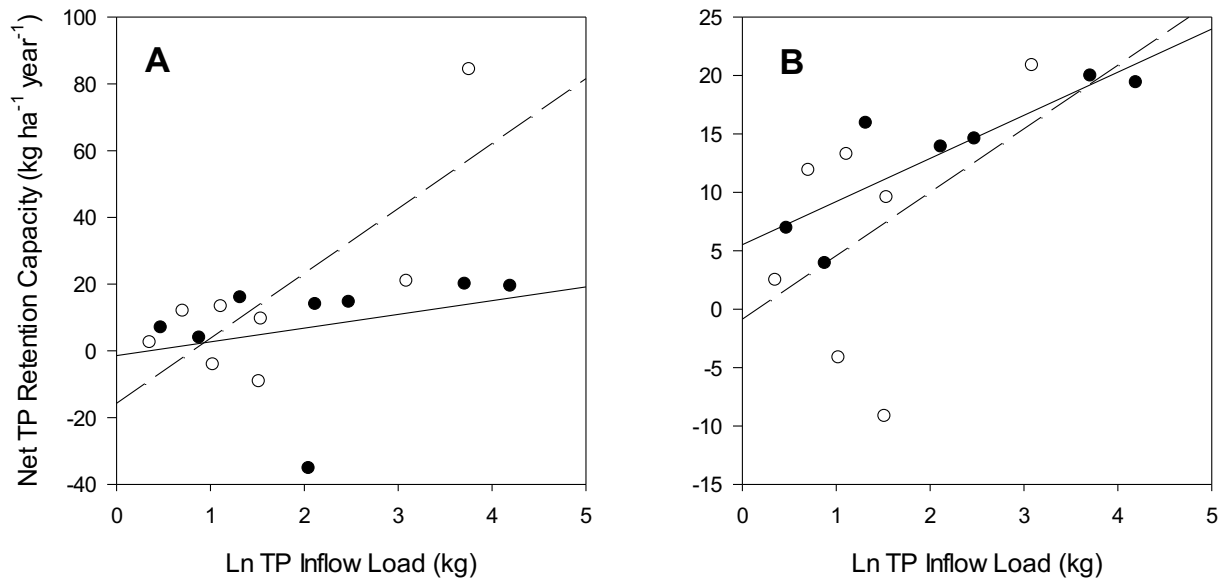 Net TP Retention Capacity (kg ha⁻¹ year⁻¹)
A
100
80
60
40
20
0
-20
-40
0 1 2 3 4 5
Ln TP Inflow Load (kg)
B
25
20
15
10
5
0
-5
-10
-15
0 1 2 3 4 5
Ln TP Inflow Load (kg)